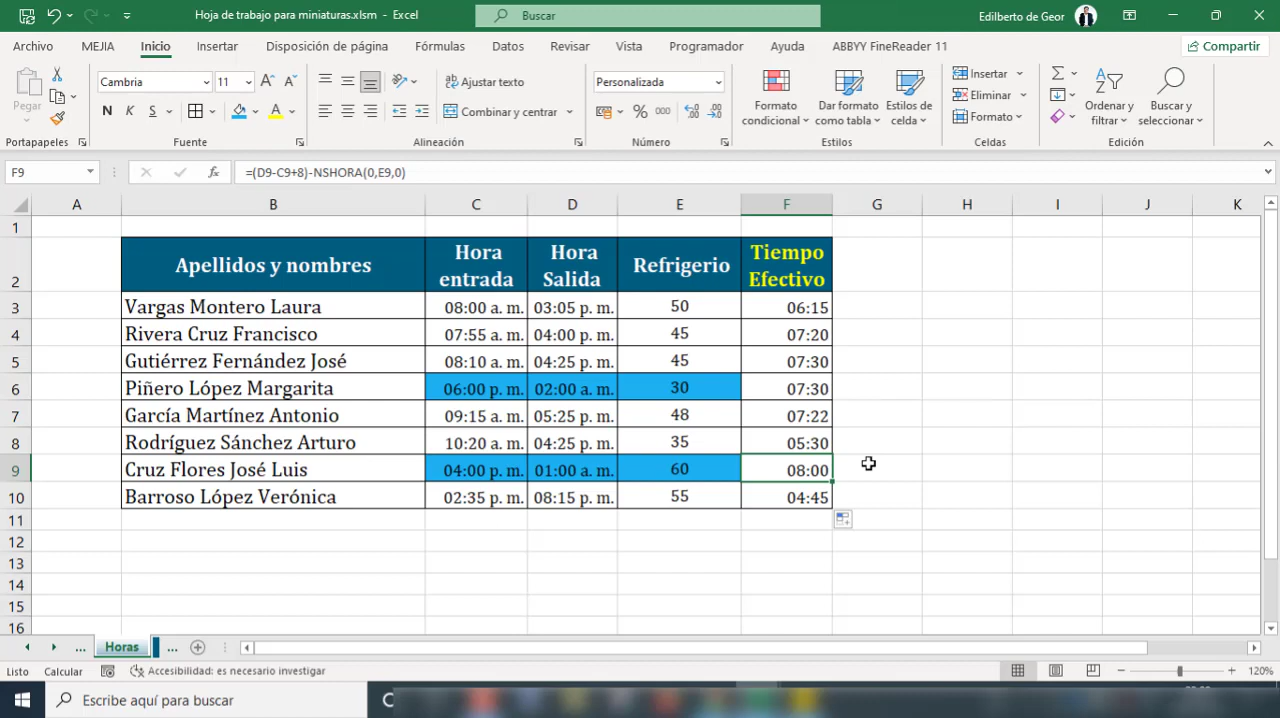 Hoja de trabajo para miniaturas.xlsm - Excel
Buscar
Edilberto de Geor
Archivo MEJIA Inicio Insertar Disposición de página Fórmulas Datos Revisar Vista Programador Ayuda ABBYY FineReader 11 Compartir
Pegar
Cambria 11
N K S
Ajustar texto
Combinar y centrar
Personalizada
% 000
Formato condicional
Dar formato como tabla
Estilos de celda
Insertar
Eliminar
Formato
Ordenar y filtrar
Buscar y seleccionar
Portapapeles Fuente Alineación Número Estilos Celdas Edición
F9 fx =(D9-C9+8)-NSHORA(0,E9,0)
A B C D E F G H I J K
1
2 Apellidos y nombres Hora entrada Hora Salida Refrigerio Tiempo Efectivo
3 Vargas Montero Laura 08:00 a. m. 03:05 p. m. 50 06:15
4 Rivera Cruz Francisco 07:55 a. m. 04:00 p. m. 45 07:20
5 Gutiérrez Fernández José 08:10 a. m. 04:25 p. m. 45 07:30
6 Piñero López Margarita 06:00 p. m. 02:00 a. m. 30 07:30
7 García Martínez Antonio 09:15 a. m. 05:25 p. m. 48 07:22
8 Rodríguez Sánchez Arturo 10:20 a. m. 04:25 p. m. 35 05:30
9 Cruz Flores José Luis 04:00 p. m. 01:00 a. m. 60 08:00
10 Barroso López Verónica 02:35 p. m. 08:15 p. m. 55 04:45
11
12
13
14
15
16
... Horas ...
Listo Calcular Accesibilidad: es necesario investigar 120%
Escribe aquí para buscar